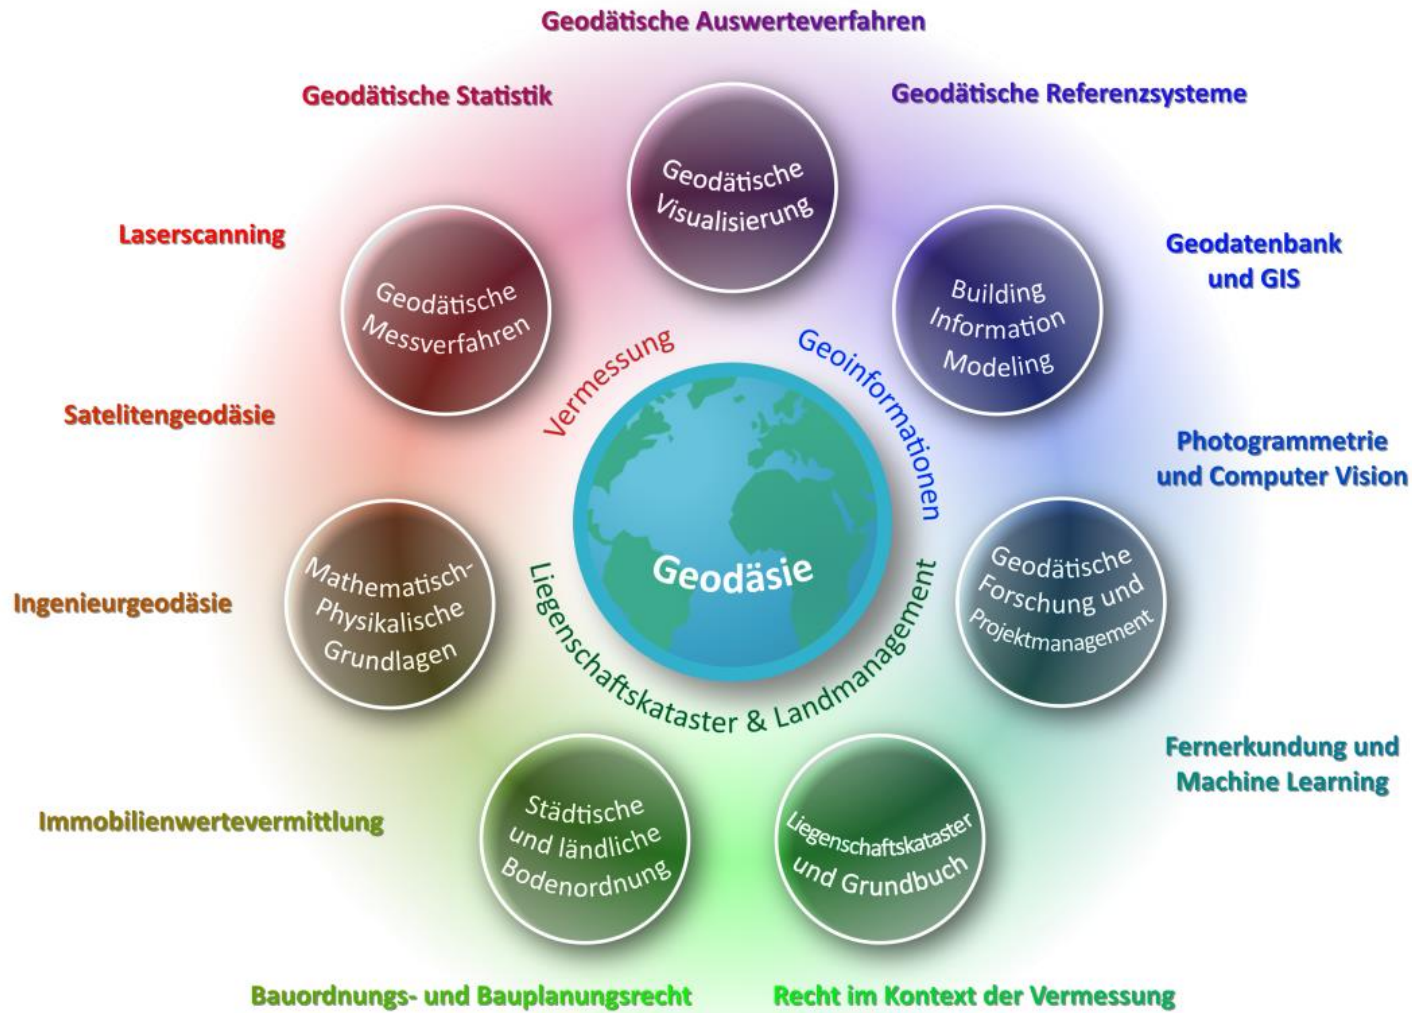 Geodätische Auswerteverfahren
Geodätische Statistik
Geodätische Referenzsysteme
Geodätische
Visualisierung
Laserscanning
Geodatenbank
und GIS
Geodätische
Messverfahren
Building
Information
Modeling
Vermessung
Geoinformationen
Satelitengeodäsie
Photogrammetrie
und Computer Vision
Geodäsie
Mathematisch-
Physikalische
Grundlagen
Geodätische
Forschung und
Projektmanagement
Ingenieurgeodäsie
Liegenschaftskataster & Landmanagement
Fernerkundung und
Machine Learning
Immobilienwertevermittlung
Städtische
und ländliche
Bodenordnung
Liegenschaftskataster
und Grundbuch
Bauordnungs- und Bauplanungsrecht
Recht im Kontext der Vermessung